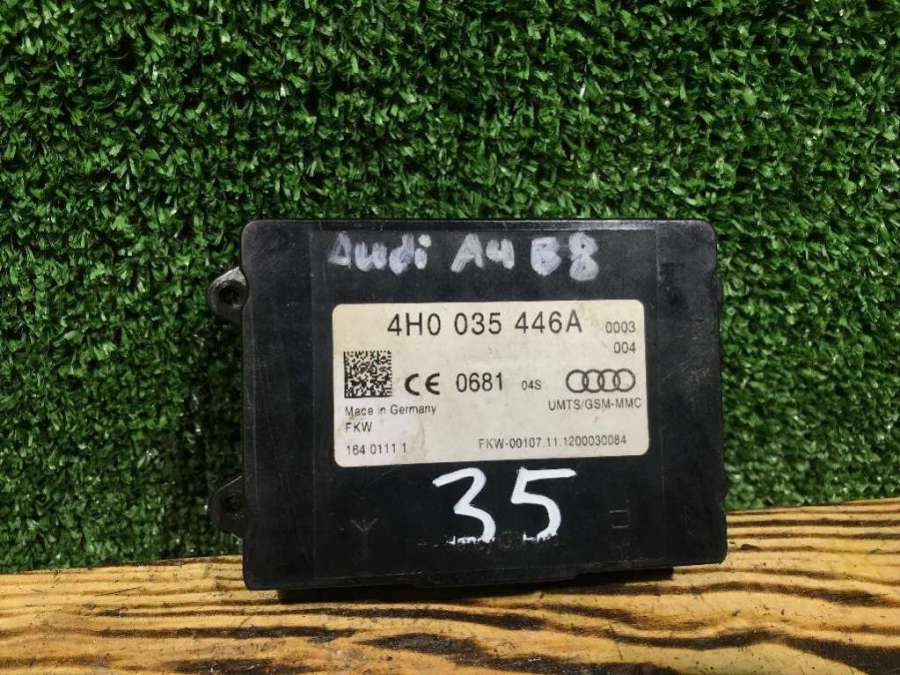 Audi A4 B8
4H0 035 446A 0003
004
CE 0681 04S
UMTS/GSM-MMC
Made in Germany
FKW
164 0111 1
FKW-00107.11.1200030084
35